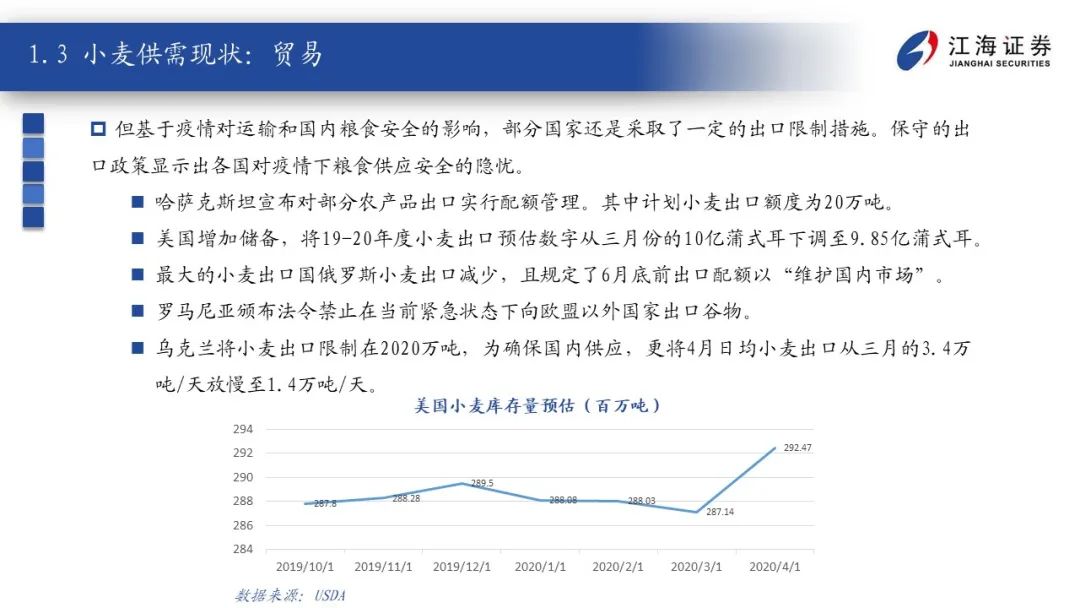 1.3 小麦供需现状：贸易
江海证券
JIANGHAI SECURITIES
但基于疫情对运输和国内粮食安全的影响，部分国家还是采取了一定的出口限制措施。保守的出
口政策显示出各国对疫情下粮食供应安全的隐忧。
哈萨克斯坦宣布对部分农产品出口实行配额管理。其中计划小麦出口额度为20万吨。
美国增加储备，将19-20年度小麦出口预估数字从三月份的10亿蒲式耳下调至9.85亿蒲式耳。
最大的小麦出口国俄罗斯小麦出口减少，且规定了6月底前出口配额以“维护国内市场”。
罗马尼亚颁布法令禁止在当前紧急状态下向欧盟以外国家出口谷物。
乌克兰将小麦出口限制在2020万吨，为确保国内供应，更将4月日均小麦出口从三月的3.4万
吨/天放慢至1.4万吨/天。
美国小麦库存量预估（百万吨）
294
292
290
288
286
284
287.8
288.28
289.5
288.08
288.03
287.14
292.47
2019/10/1 2019/11/1 2019/12/1 2020/1/1 2020/2/1 2020/3/1 2020/4/1
数据来源：USDA